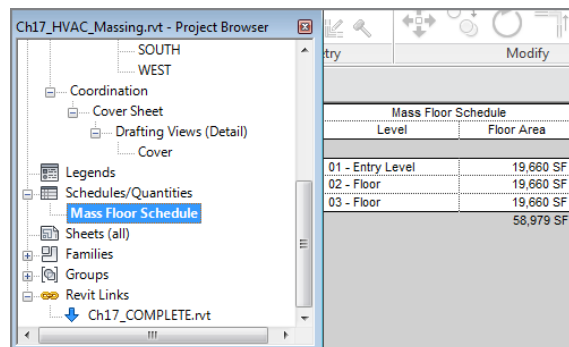 Ch17_HVAC_Massing.rvt - Project Browser
SOUTH
WEST
Coordination
Cover Sheet
Drafting Views (Detail)
Cover
Legends
Schedules/Quantities
Mass Floor Schedule
Sheets (all)
Families
Groups
Revit Links
Ch17_COMPLETE.rvt
try Modify
Mass Floor Schedule
Level Floor Area
01 - Entry Level 19,660 SF
02 - Floor 19,660 SF
03 - Floor 19,660 SF
58,979 SF